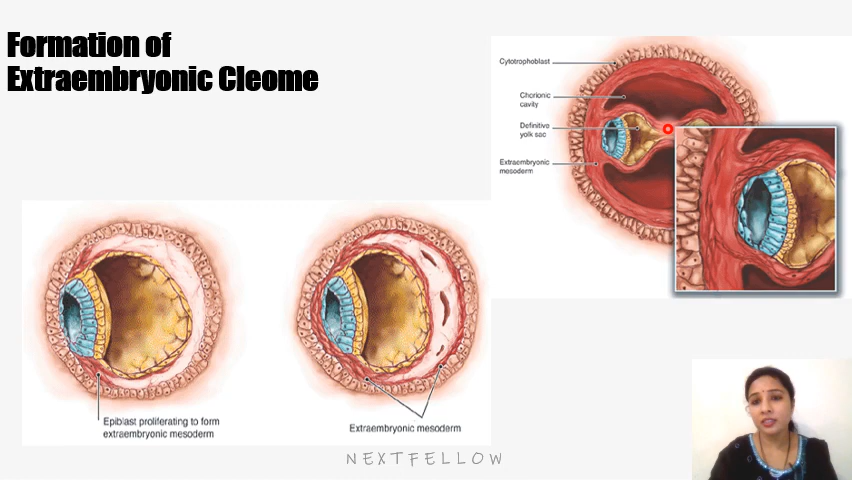 Formation of
Extraembryonic Cleome
Cytotrophoblast
Chorionic
cavity
Definitive
yolk sac
Extraembryonic
mesoderm
Epiblast proliferating to form
extraembryonic mesoderm
Extraembryonic mesoderm
NEXTFELLOW